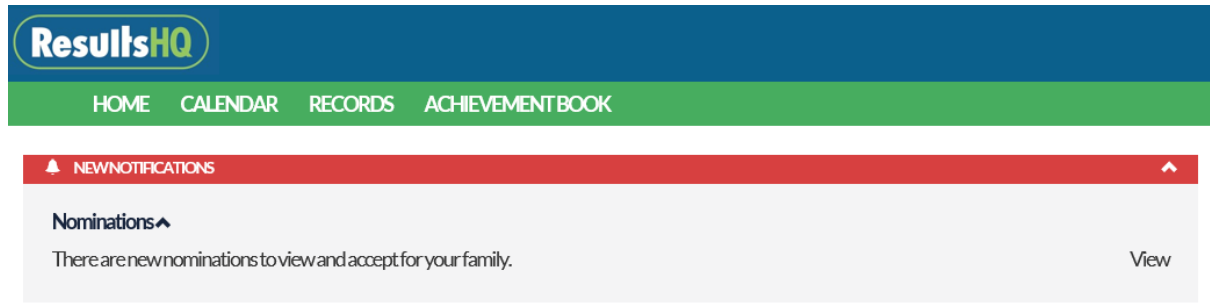 ResultsHQ
HOME CALENDAR RECORDS ACHIEVEMENT BOOK
NEW NOTIFICATIONS
Nominations
There are new nominations to view and accept for your family. View